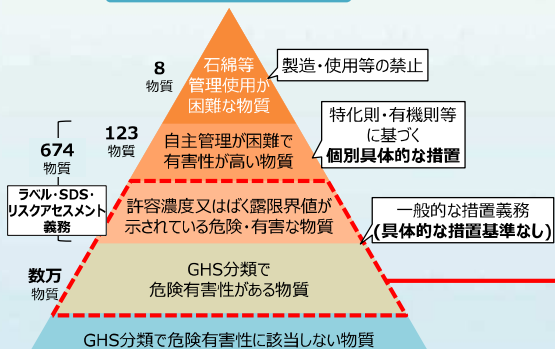 8
物質
石綿等
管理使用が
困難な物質
製造・使用等の禁止
123
物質
自主管理が困難で
有害性が高い物質
特化則・有機則等
に基づく
個別具体的な措置
674
物質
ラベル・SDS・
リスクアセスメント
義務
許容濃度又はばく露限界値が
示されている危険・有害な物質
一般的な措置義務
(具体的な措置基準なし)
数万
物質
GHS分類で
危険有害性がある物質
GHS分類で危険有害性に該当しない物質